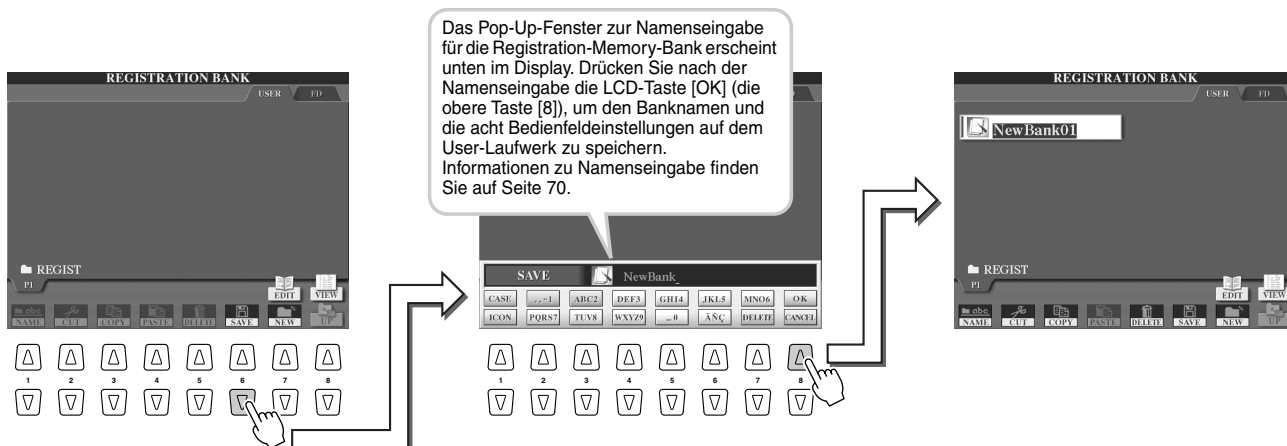 Das Pop-Up-Fenster zur Namenseingabe
für die Registration-Memory-Bank erscheint
unten im Display. Drücken Sie nach der
Namenseingabe die LCD-Taste [OK] (die
obere Taste [8]), um den Banknamen und
die acht Bedienfeldeinstellungen auf dem
User-Laufwerk zu speichern.
Informationen zu Namenseingabe finden
Sie auf Seite 70.
REGISTRATION BANK
USER FD
REGIST
P1
EDIT VIEW
NAME CUT COPY PASTE DELETE SAVE NEW UP
1 2 3 4 5 6 7 8
SAVE NewBank_
CASE .,-1 ABC2 DEF3 GHI4 JKL5 MNO6 OK
ICON PQRS7 TUV8 WXYZ9 _0 ÄÑÇ DELETE CANCEL
1 2 3 4 5 6 7 8
REGISTRATION BANK
USER FD
NewBank01
REGIST
P1
EDIT VIEW
NAME CUT COPY PASTE DELETE SAVE NEW UP